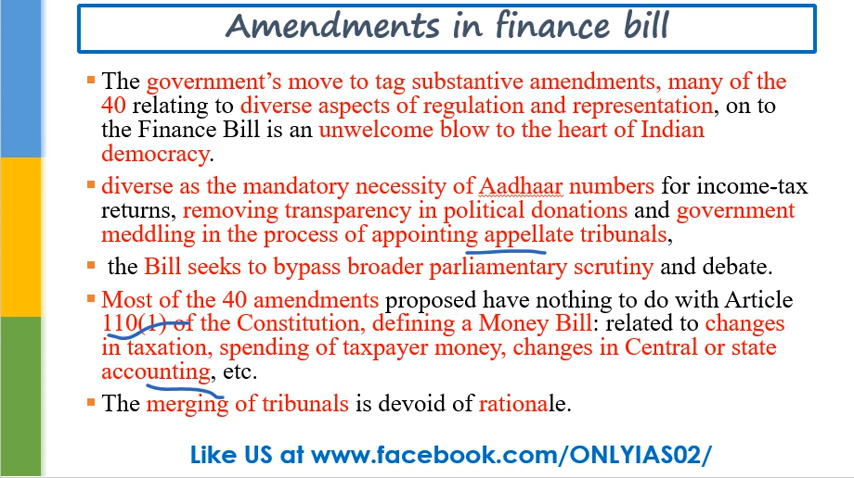 Amendments in finance bill
▪ The government's move to tag substantive amendments, many of the
40 relating to diverse aspects of regulation and representation, on to
the Finance Bill is an unwelcome blow to the heart of Indian
democracy.
▪ diverse as the mandatory necessity of Aadhaar numbers for income-tax
returns, removing transparency in political donations and government
meddling in the process of appointing appellate tribunals,
▪ the Bill seeks to bypass broader parliamentary scrutiny and debate.
▪ Most of the 40 amendments proposed have nothing to do with Article
110(1) of the Constitution, defining a Money Bill: related to changes
in taxation, spending of taxpayer money, changes in Central or state
accounting, etc.
▪ The merging of tribunals is devoid of rationale.
Like US at www.facebook.com/ONLYIAS02/